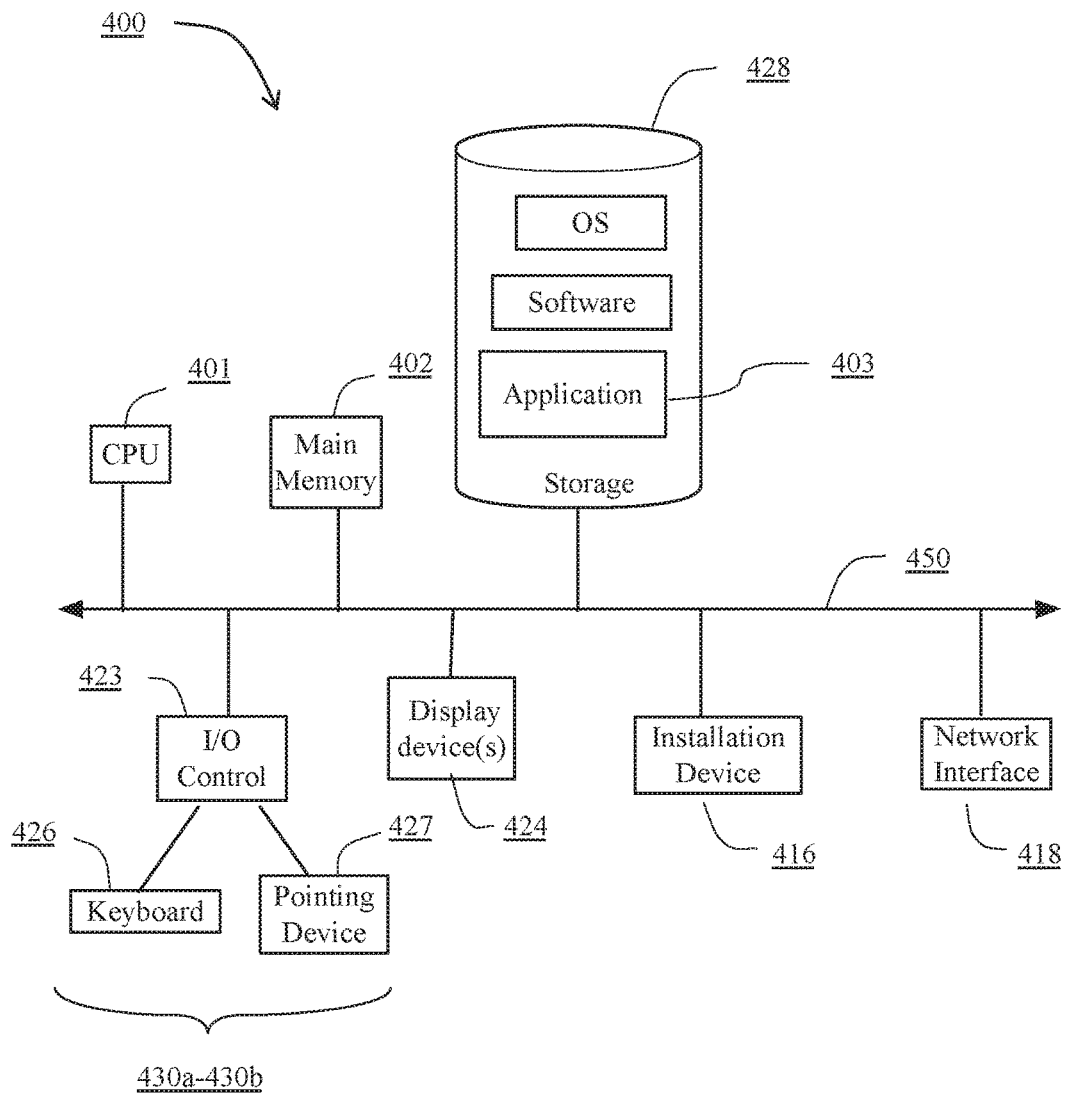 400
428
OS
Software
Application
403
Storage
401
CPU
402
Main
Memory
450
423
I/O
Control
Display
device(s)
424
Installation
Device
416
Network
Interface
418
426
Keyboard
427
Pointing
Device
430a-430b